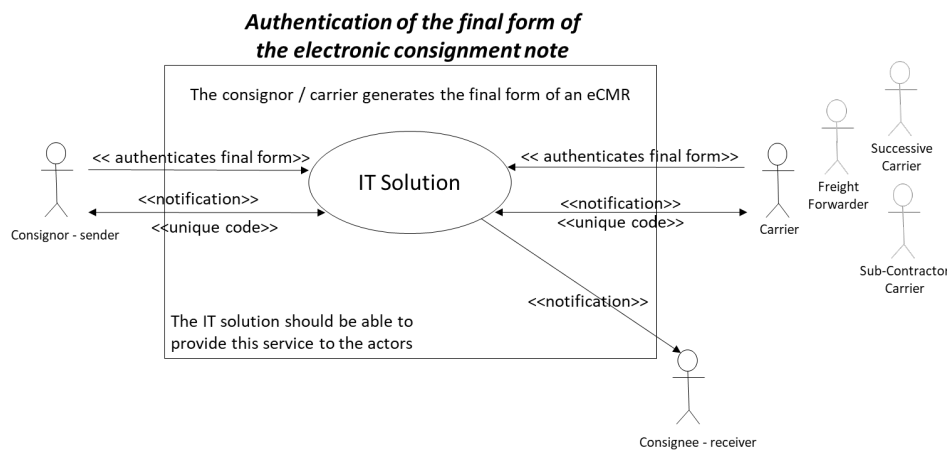 Authentication of the final form of
the electronic consignment note
The consignor / carrier generates the final form of an eCMR
<< authenticates final form>>
<< authenticates final form>>
IT Solution
<<notification>>
<<unique code>>
<<notification>>
<<unique code>>
Consignor - sender
Carrier
Freight
Forwarder
Successive
Carrier
Sub-Contractor
Carrier
<<notification>>
The IT solution should be able to
provide this service to the actors
Consignee - receiver